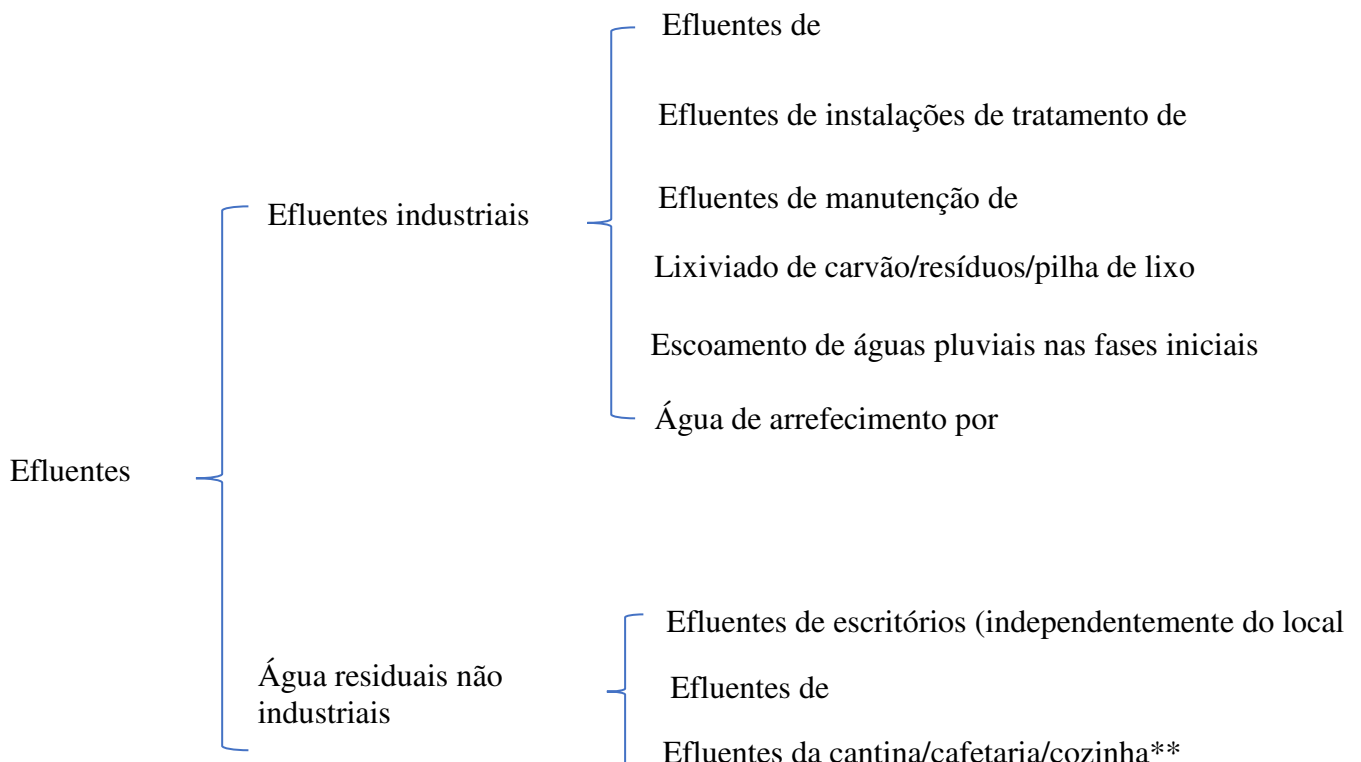 Efluentes de
Efluentes de instalações de tratamento de
Efluentes de manutenção de
Efluentes industriais
Lixiviado de carvão/resíduos/pilha de lixo
Escoamento de águas pluviais nas fases iniciais
Água de arrefecimento por
Efluentes
Efluentes de escritórios (independentemente do local
Água residuais não
industriais
Efluentes de
Efluentes da cantina/cafetaria/cozinha**